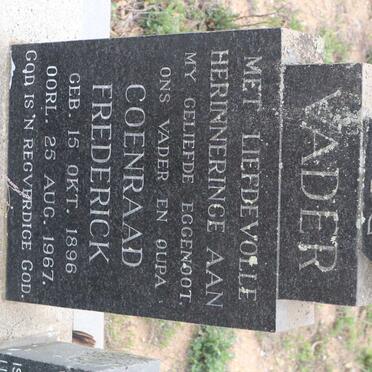 VADER
MET LIEFDEVOLLE
HERINNERINGE AAN
MY GELIEFDE EGGENOOT.
ONS VADER EN OUPA
COENRAAD
FREDERICK
GEB. 15 OKT. 1896
OORL. 25 AUG. 1967.
GOD IS 'N REGVERDIGE GOD.